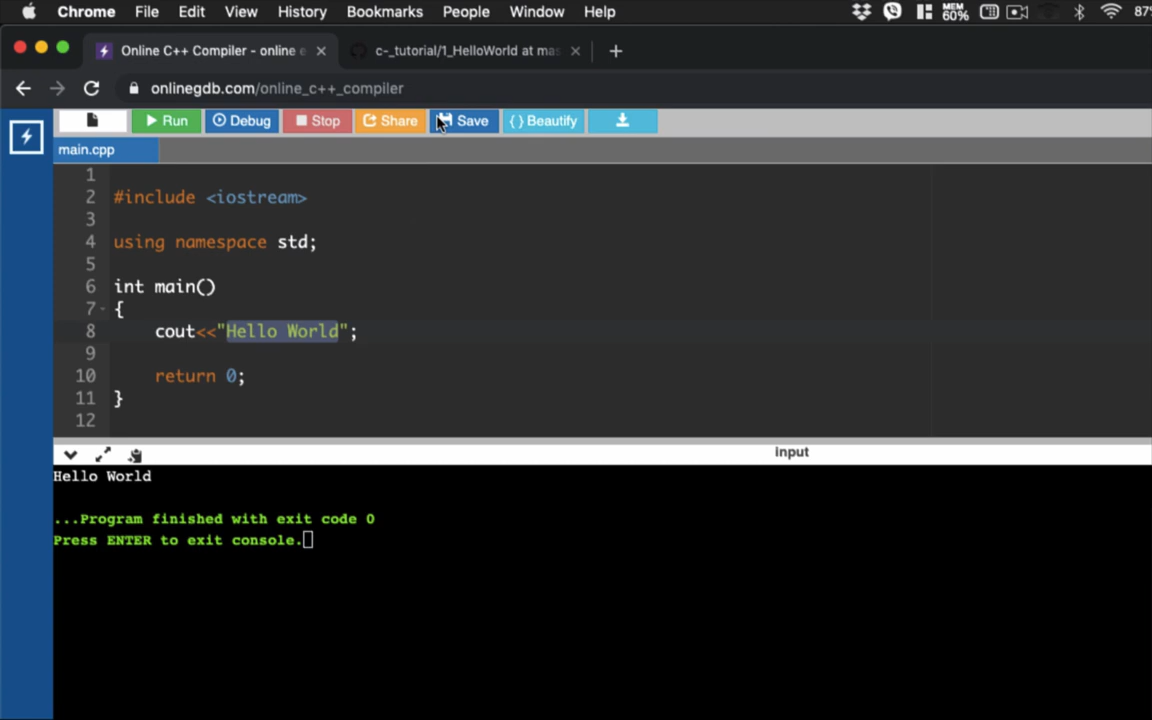 Chrome File Edit View History Bookmarks People Window Help MEM 60% 87
Online C++ Compiler - online e c-_tutorial/1_HelloWorld at mas
onlinegdb.com/online_c++_compiler
Run Debug Stop Share Save { } Beautify
main.cpp
1
2 #include <iostream>
3
4 using namespace std;
5
6 int main()
7 {
8 cout<<"Hello World";
9
10 return 0;
11 }
12
input
Hello World
...Program finished with exit code 0
Press ENTER to exit console.